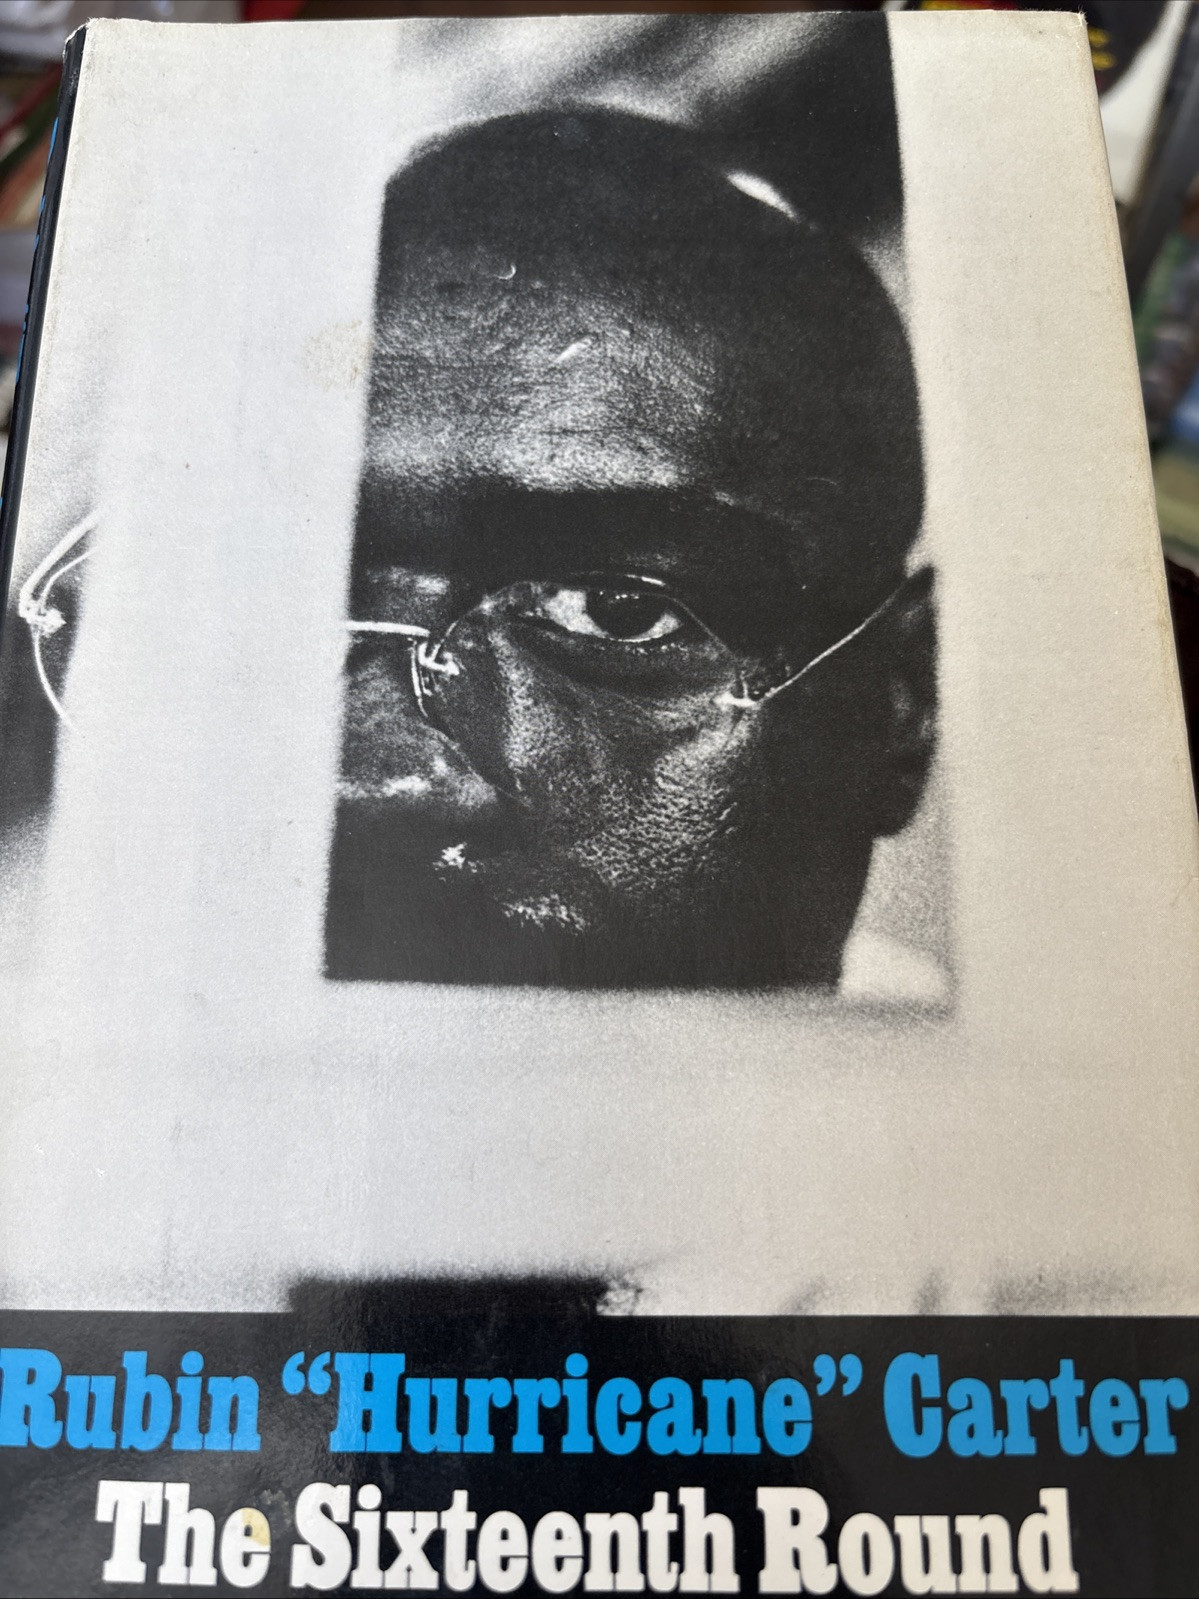 Rubin “Hurricane” Carter
The Sixteenth Round